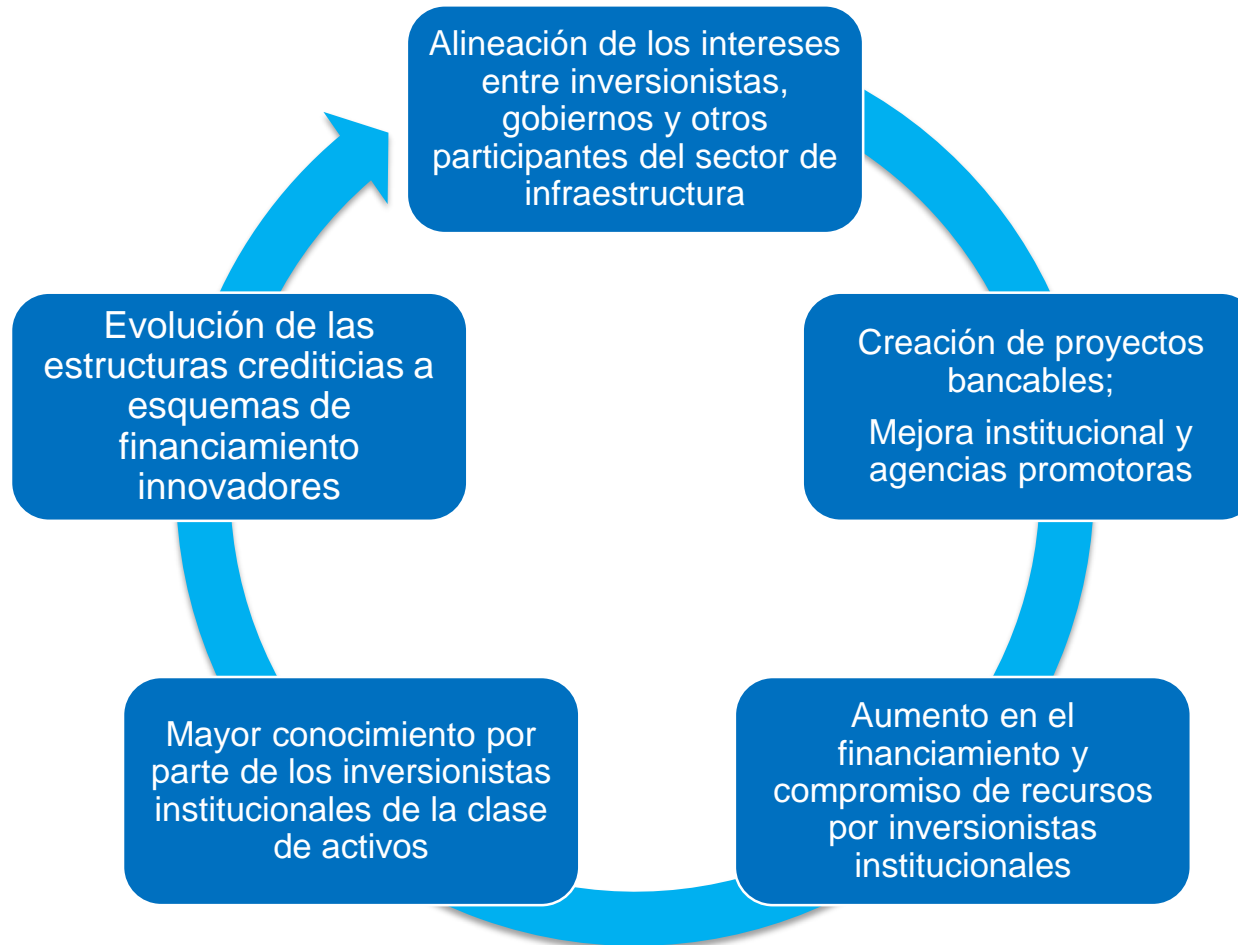 Alineación de los intereses
entre inversionistas,
gobiernos y otros
participantes del sector de
infraestructura
Creación de proyectos
bancables;
Mejora institucional y
agencias promotoras
Aumento en el
financiamiento y
compromiso de recursos
por inversionistas
institucionales
Mayor conocimiento por
parte de los inversionistas
institucionales de la clase
de activos
Evolución de las
estructuras crediticias a
esquemas de
financiamiento
innovadores